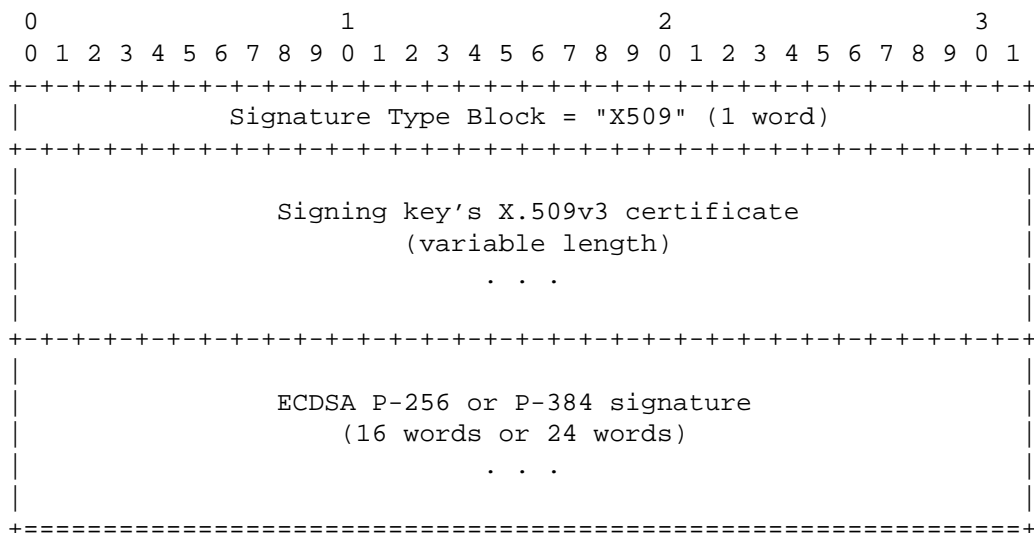 0                   1                   2                   3
 0 1 2 3 4 5 6 7 8 9 0 1 2 3 4 5 6 7 8 9 0 1 2 3 4 5 6 7 8 9 0 1
+-+-+-+-+-+-+-+-+-+-+-+-+-+-+-+-+-+-+-+-+-+-+-+-+-+-+-+-+-+-+-+-+
|             Signature Type Block = "X509" (1 word)            |
+-+-+-+-+-+-+-+-+-+-+-+-+-+-+-+-+-+-+-+-+-+-+-+-+-+-+-+-+-+-+-+-+
|                                                               |
|                Signing key's X.509v3 certificate              |
|                        (variable length)                      |
|                             . . .                             |
|                                                               |
+-+-+-+-+-+-+-+-+-+-+-+-+-+-+-+-+-+-+-+-+-+-+-+-+-+-+-+-+-+-+-+-+
|                                                               |
|                ECDSA P-256 or P-384 signature                 |
|                    (16 words or 24 words)                     |
|                             . . .                             |
|                                                               |
+===============================================================+